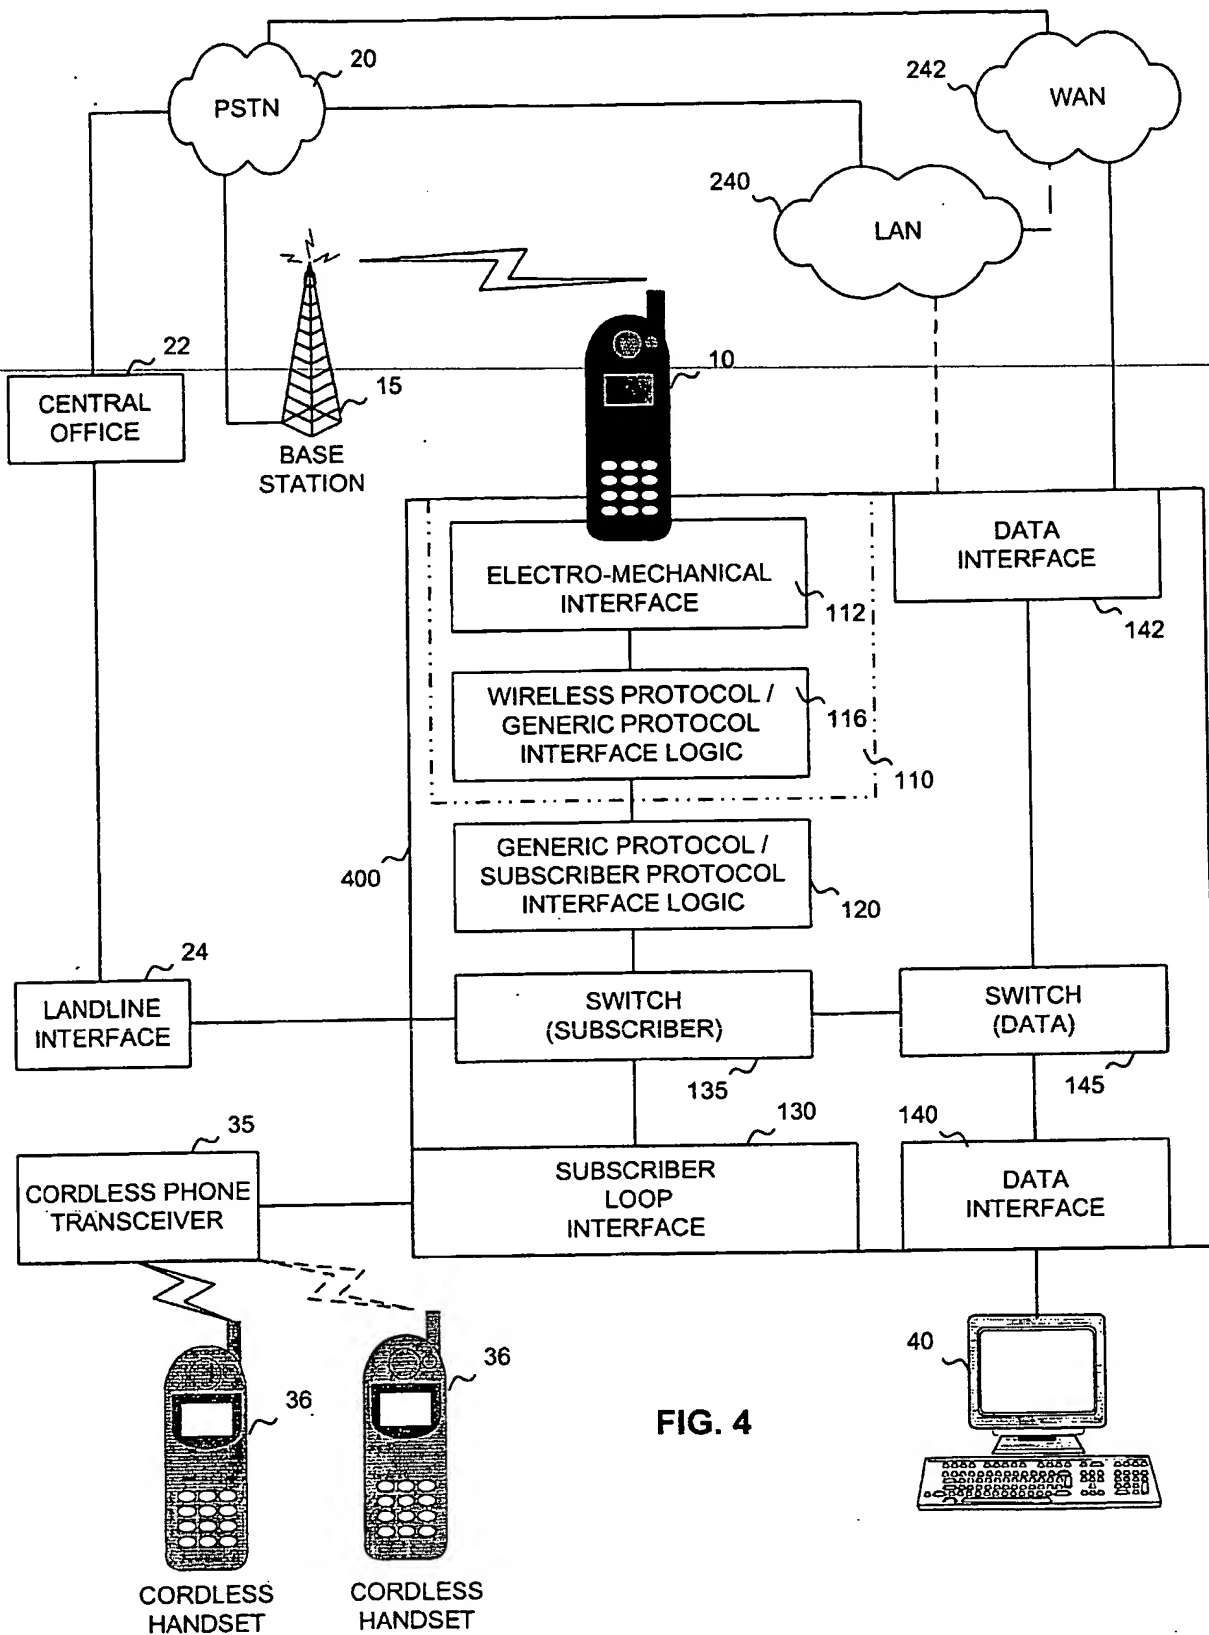 20
PSTN
242
WAN
240
LAN
22
CENTRAL
OFFICE
15
BASE
STATION
10
DATA
INTERFACE
142
ELECTRO-MECHANICAL
INTERFACE
112
WIRELESS PROTOCOL /
GENERIC PROTOCOL
INTERFACE LOGIC
116
110
GENERIC PROTOCOL /
SUBSCRIBER PROTOCOL
INTERFACE LOGIC
120
400
24
LANDLINE
INTERFACE
SWITCH
(SUBSCRIBER)
135
SWITCH
(DATA)
145
35
CORDLESS PHONE
TRANSCEIVER
130
SUBSCRIBER
LOOP
INTERFACE
140
DATA
INTERFACE
36
36
40
FIG. 4
CORDLESS
HANDSET
CORDLESS
HANDSET